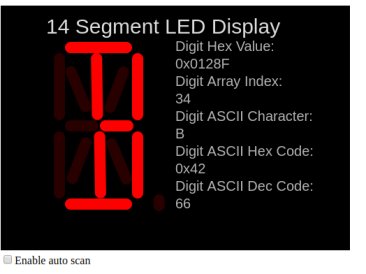 14 Segment LED Display
Digit Hex Value:
0x0128F
Digit Array Index:
34
Digit ASCII Character:
B
Digit ASCII Hex Code:
0x42
Digit ASCII Dec Code:
66
Enable auto scan